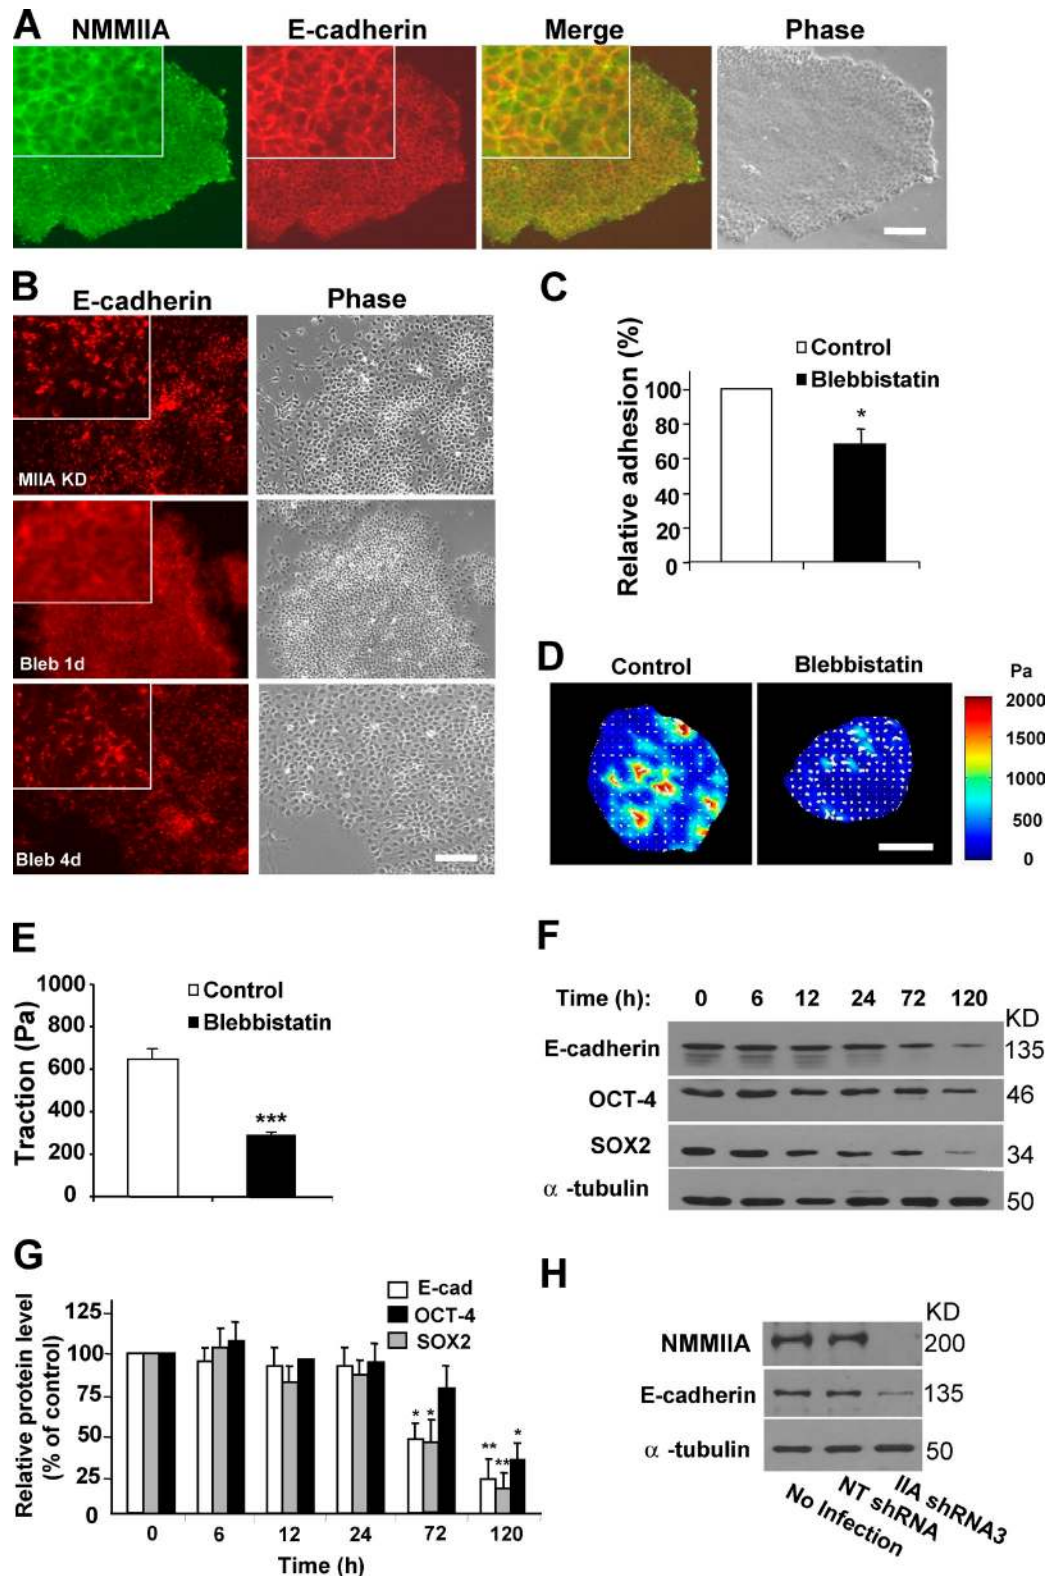 A
NMMIIA E-cadherin Merge Phase
B
E-cadherin Phase
MIIA KD
Bleb 1d
Bleb 4d
C
Control
Blebbistatin
Relative adhesion (%)
100
80
60
40
20
0
*
D
Control Blebbistatin
Pa
2000
1500
1000
500
0
E
Control
Blebbistatin
Traction (Pa)
1000
800
600
400
200
0
***
F
Time (h): 0 6 12 24 72 120
KD
E-cadherin 135
OCT-4 46
SOX2 34
α -tubulin 50
G
E-cad
OCT-4
SOX2
Relative protein level
(% of control)
125
100
75
50
25
0
* *
** ** *
0 6 12 24 72 120
Time (h)
H
KD
NMMIIA 200
E-cadherin 135
α -tubulin 50
No Infection
NT shRNA
IIA shRNA3